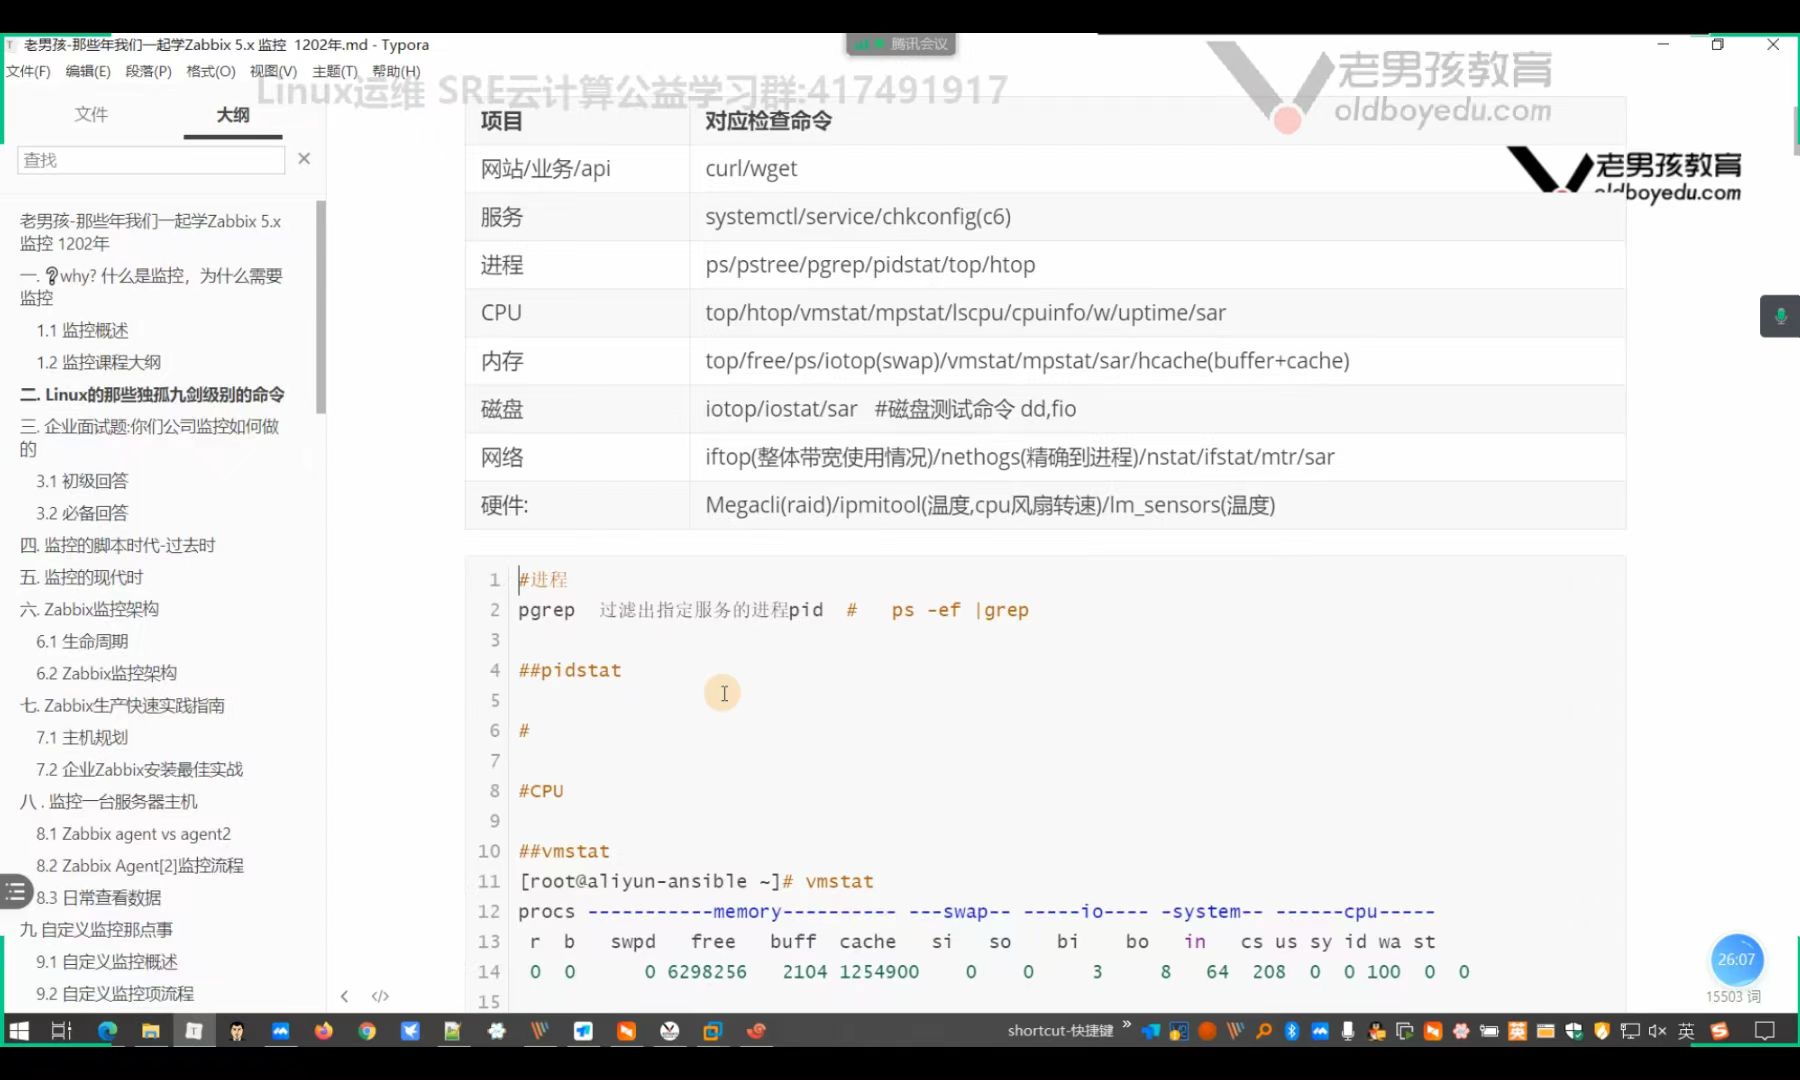 老男孩-那些年我们一起学Zabbix 5.x 监控 1202年.md - Typora
腾讯会议
文件(F) 编辑(E) 段落(P) 格式(O) 视图(V) 主题(T) 帮助(H)
Linux运维 SRE云计算公益学习群:417491917
老男孩教育
oldboyedu.com
老男孩教育
oldboyedu.com
文件 大纲
查找
老男孩-那些年我们一起学Zabbix 5.x
监控 1202年
一. why? 什么是监控，为什么需要
监控
1.1 监控概述
1.2 监控课程大纲
二. Linux的那些独孤九剑级别的命令
三. 企业面试题:你们公司监控如何做
的
3.1 初级回答
3.2 必备回答
四. 监控的脚本时代-过去时
五. 监控的现代时
六. Zabbix监控架构
6.1 生命周期
6.2 Zabbix监控架构
七. Zabbix生产快速实践指南
7.1 主机规划
7.2 企业Zabbix安装最佳实战
八 . 监控一台服务器主机
8.1 Zabbix agent vs agent2
8.2 Zabbix Agent[2]监控流程
8.3 日常查看数据
九 自定义监控那点事
9.1 自定义监控概述
9.2 自定义监控项流程
项目 对应检查命令
网站/业务/api curl/wget
服务 systemctl/service/chkconfig(c6)
进程 ps/pstree/pgrep/pidstat/top/htop
CPU top/htop/vmstat/mpstat/lscpu/cpuinfo/w/uptime/sar
内存 top/free/ps/iotop(swap)/vmstat/mpstat/sar/hcache(buffer+cache)
磁盘 iotop/iostat/sar #磁盘测试命令 dd,fio
网络 iftop(整体带宽使用情况)/nethogs(精确到进程)/nstat/ifstat/mtr/sar
硬件: Megacli(raid)/ipmitool(温度,cpu风扇转速)/lm_sensors(温度)
1 #进程
2 pgrep 过滤出指定服务的进程pid # ps -ef |grep
3
4 ##pidstat
5
6 #
7
8 #CPU
9
10 ##vmstat
11 [root@aliyun-ansible ~]# vmstat
12 procs -----------memory---------- ---swap-- -----io---- -system-- ------cpu-----
13 r b swpd free buff cache si so bi bo in cs us sy id wa st
14 0 0 0 6298256 2104 1254900 0 0 3 8 64 208 0 0 100 0 0
15
26:07
15503 词
shortcut-快捷键
英
英